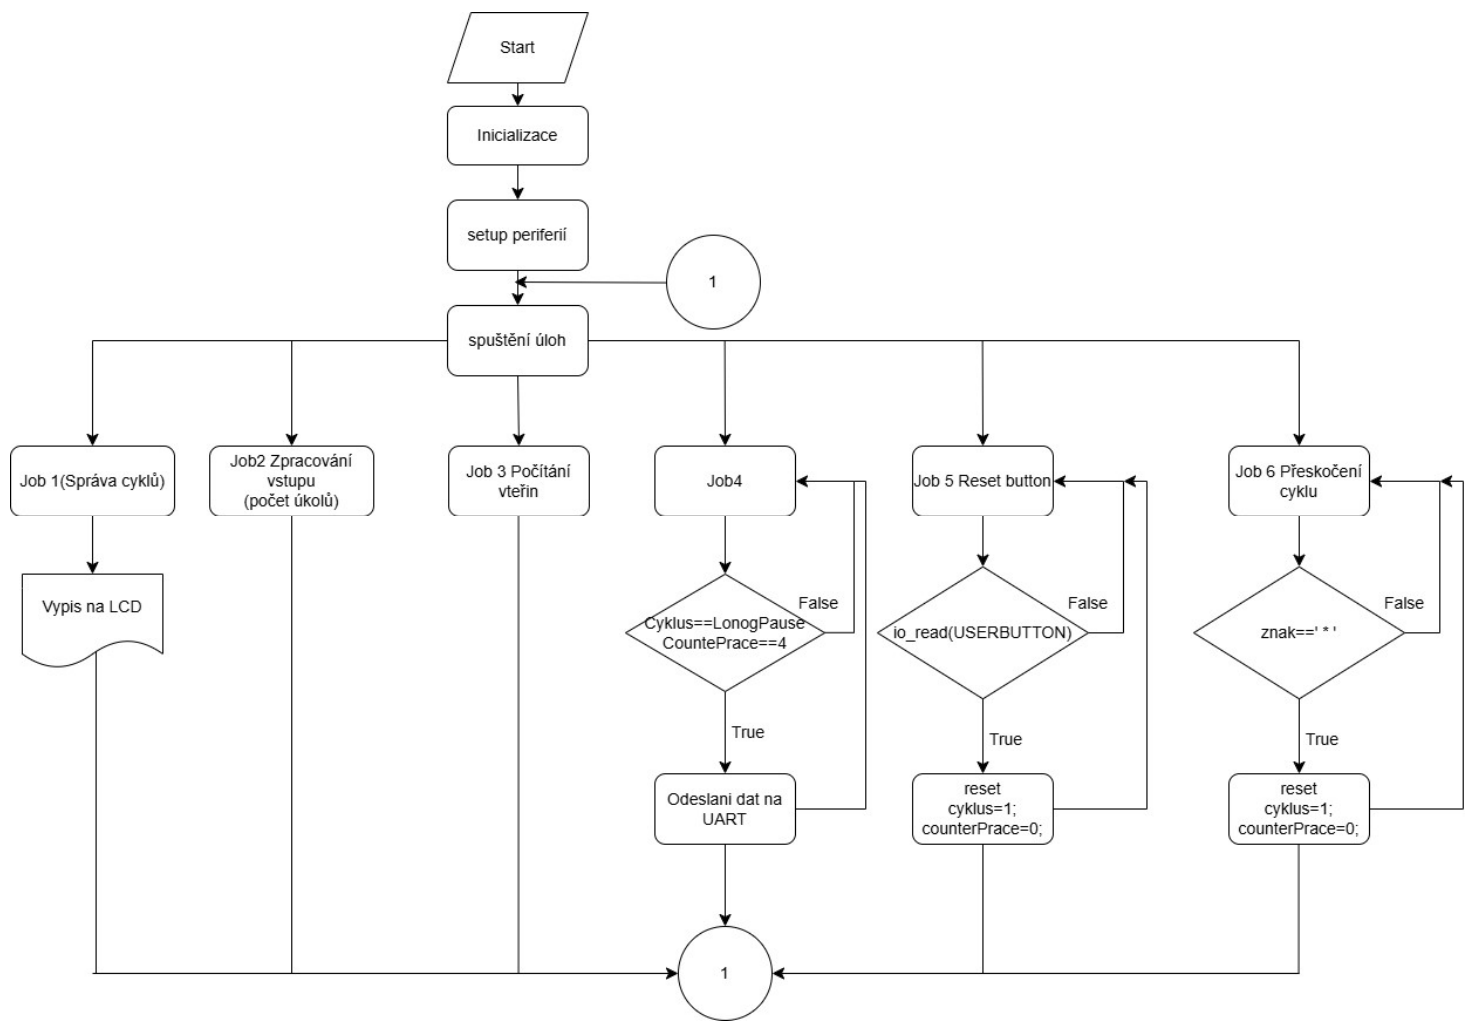 Start
Inicializace
setup periferií
1
spuštění úloh
Job 1(Správa cyklů)
Job2 Zpracování
vstupu
(počet úkolů)
Job 3 Počítání
vteřin
Job4
Job 5 Reset button
Job 6 Přeskočení
cyklu
Vypis na LCD
Cyklus==LonogPause
CountePrace==4
False
io_read(USERBUTTON)
False
znak==' * '
False
True
True
True
Odeslani dat na
UART
reset
cyklus=1;
counterPrace=0;
reset
cyklus=1;
counterPrace=0;
1